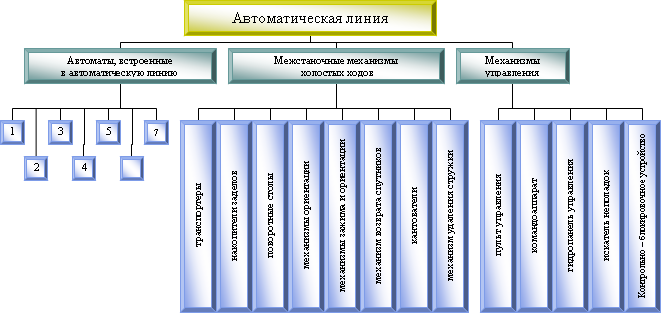 Автоматическая линия
Автоматы, встроенные
в автоматическую линию
Межстаночные механизмы
холостых ходов
Механизмы
управления
1
3
5
7
2
4
транспортеры
накопители заделов
поворотные столы
механизмы ориентации
механизмы зажима и ориентации
механизм возврата спутников
кантователи
механизм удаления стружки
пульт управления
командоаппарат
гидропанель управления
искатель неполадок
Контрольно – блокировочное устройство